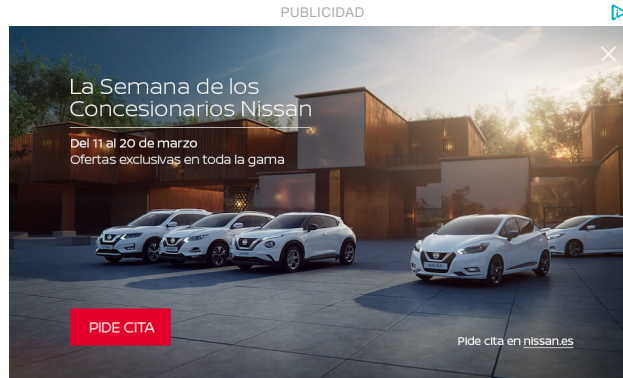 PUBLICIDAD
La Semana de los
Concesionarios Nissan
Del 11 al 20 de marzo
Ofertas exclusivas en toda la gama
PIDE CITA
Pide cita en nissan.es